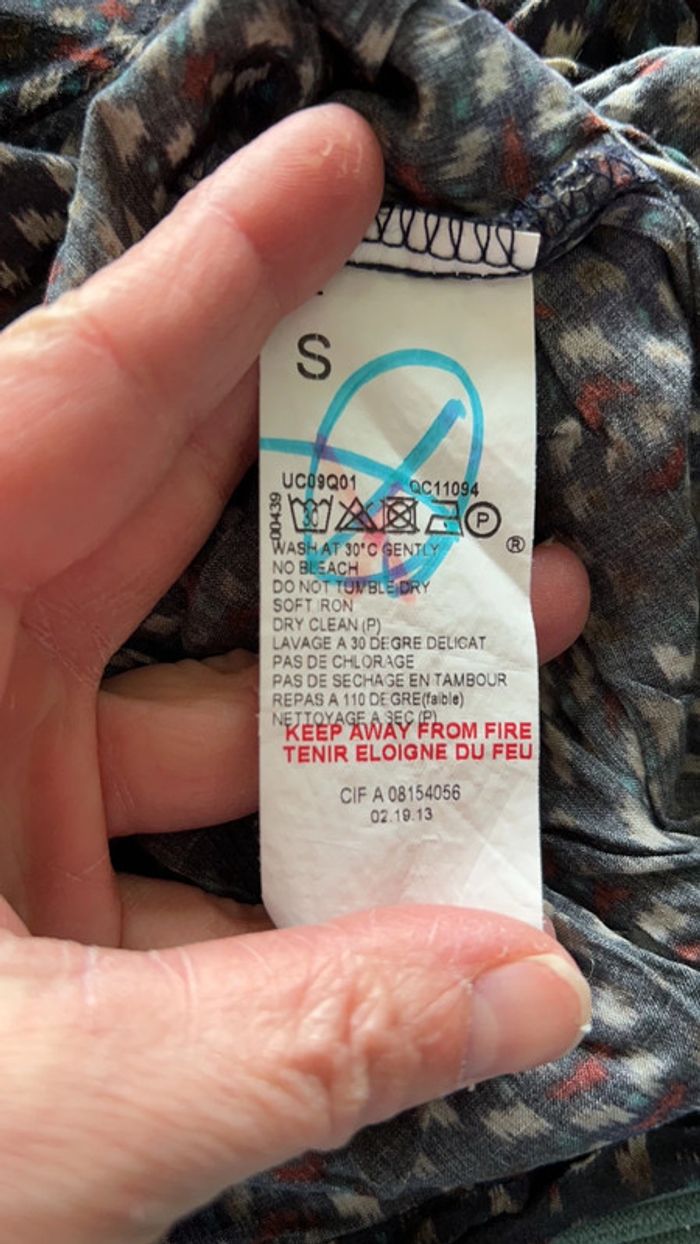 S
UC09Q01 QC11094
00439
30
P
®
WASH AT 30°C GENTLY
NO BLEACH
DO NOT TUMBLE DRY
SOFT IRON
DRY CLEAN (P)
LAVAGE A 30 DEGRE DELICAT
PAS DE CHLORAGE
PAS DE SECHAGE EN TAMBOUR
REPAS A 110 DEGRE(faible)
NETTOYAGE A SEC (P)
KEEP AWAY FROM FIRE
TENIR ELOIGNE DU FEU
CIF A 08154056
02.19.13